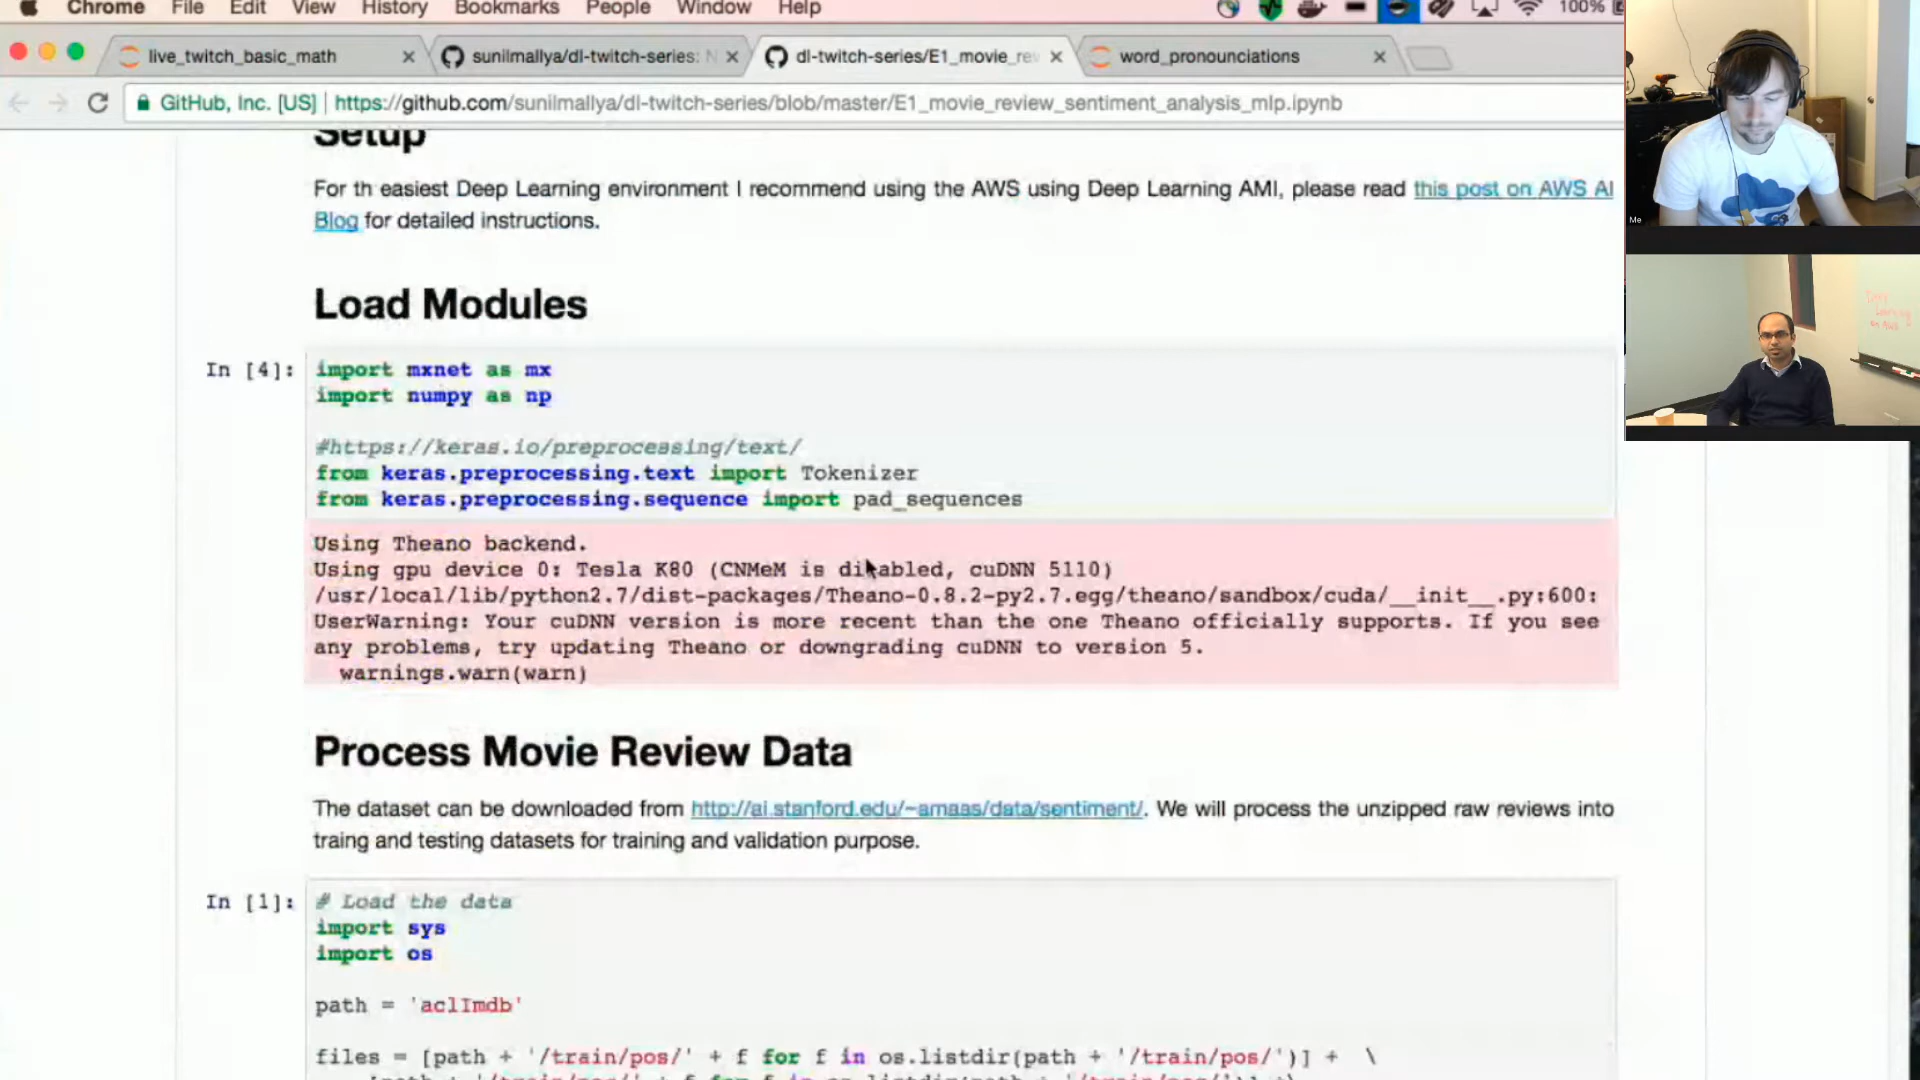 Chrome File Edit View History Bookmarks People Window Help 100%
live_twitch_basic_math
sunilmallya/dl-twitch-series: N
dl-twitch-series/E1_movie_rev
word_pronounciations
GitHub, Inc. [US] | https://github.com/sunilmallya/dl-twitch-series/blob/master/E1_movie_review_sentiment_analysis_mlp.ipynb
Setup
For th easiest Deep Learning environment I recommend using the AWS using Deep Learning AMI, please read this post on AWS AI
Blog for detailed instructions.
Load Modules
In [4]: import mxnet as mx
import numpy as np
#https://keras.io/preprocessing/text/
from keras.preprocessing.text import Tokenizer
from keras.preprocessing.sequence import pad_sequences
Using Theano backend.
Using gpu device 0: Tesla K80 (CNMeM is disabled, cuDNN 5110)
/usr/local/lib/python2.7/dist-packages/Theano-0.8.2-py2.7.egg/theano/sandbox/cuda/__init__.py:600:
UserWarning: Your cuDNN version is more recent than the one Theano officially supports. If you see
any problems, try updating Theano or downgrading cuDNN to version 5.
warnings.warn(warn)
Process Movie Review Data
The dataset can be downloaded from http://ai.stanford.edu/~amaas/data/sentiment/. We will process the unzipped raw reviews into
traing and testing datasets for training and validation purpose.
In [1]: # Load the data
import sys
import os
path = 'aclImdb'
files = [path + '/train/pos/' + f for f in os.listdir(path + '/train/pos/')] + \
Me
Deep
Learning
on AWS